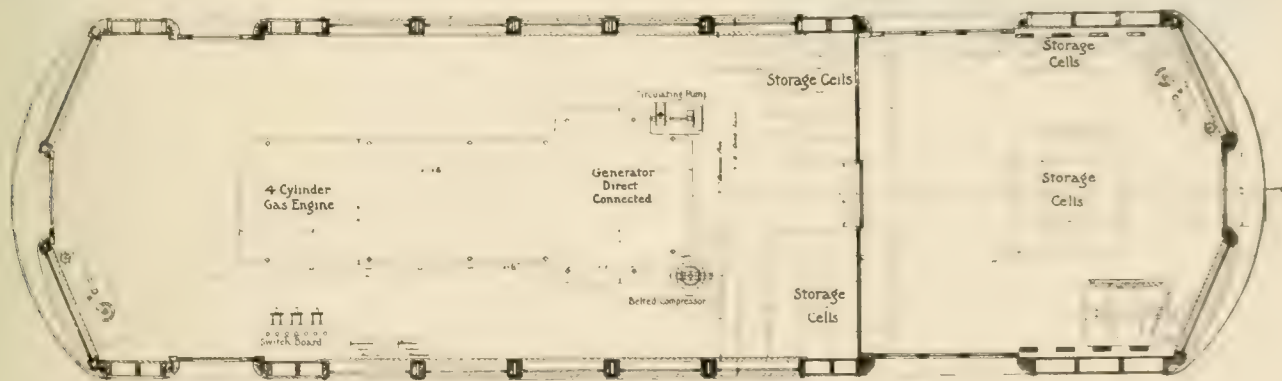 Storage
Cells
Storage Cells
Circulating Pump
4 Cylinder
Gas Engine
Generator
Direct
Connected
Storage
Cells
Belted Compressor
Storage
Cells
Compressor
Switch Board